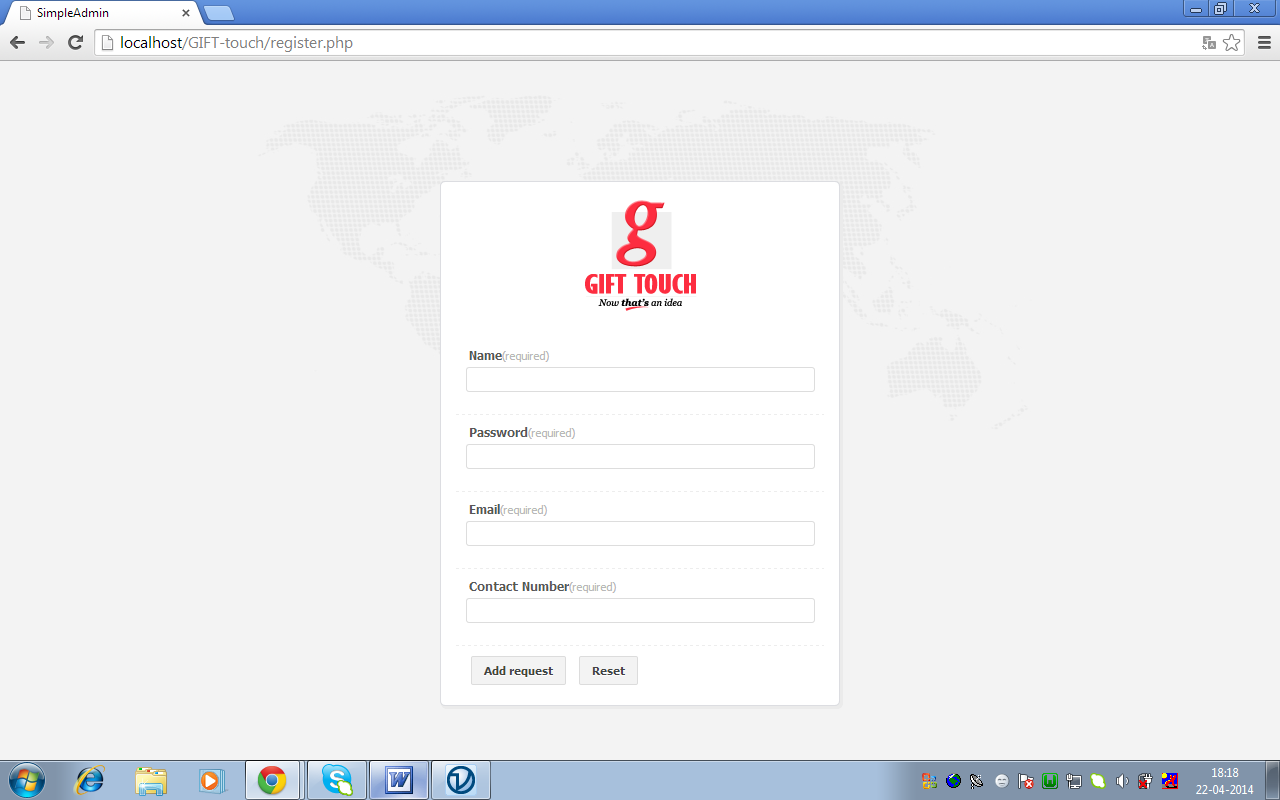 SimpleAdmin
localhost/GIFT-touch/register.php
g
GIFT TOUCH
Now that's an idea
Name(required)
Password(required)
Email(required)
Contact Number(required)
Add request Reset
18:18
22-04-2014